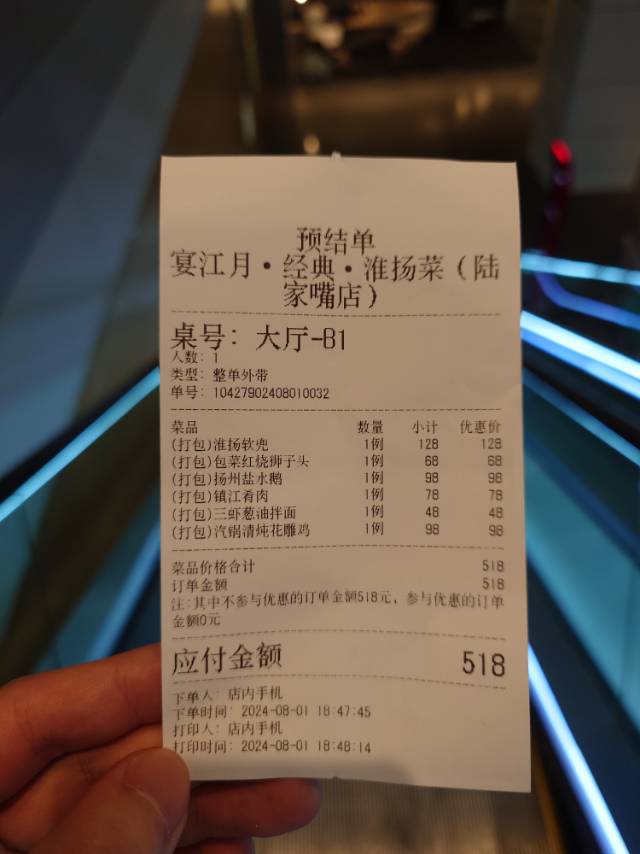 预结单
宴江月·经典·淮扬菜(陆
家嘴店)
桌号: 大厅-B1
人数: 1
类型: 整单外带
单号: 10427902408010032
菜品 数量 小计 优惠价
(打包)淮扬软兜 1例 128 128
(打包)包菜红烧狮子头 1例 68 68
(打包)扬州盐水鹅 1例 98 98
(打包)镇江肴肉 1例 78 78
(打包)三虾葱油拌面 1例 48 48
(打包)汽锅清炖花雕鸡 1例 98 98
菜品价格合计 518
订单金额 518
注:其中不参与优惠的订单金额518元, 参与优惠的订单
金额0元
应付金额 518
下单人: 店内手机
下单时间: 2024-08-01 18:47:45
打印人: 店内手机
打印时间: 2024-08-01 18:48:14